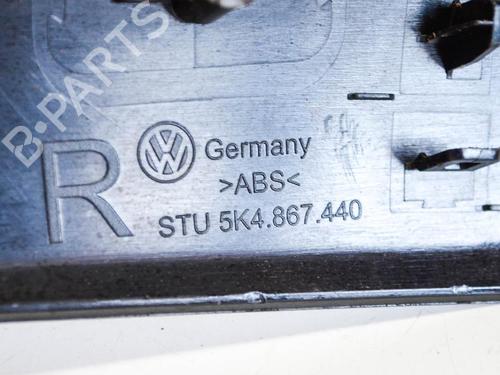 B-PARTS
R
Germany
>ABS<
STU 5K4.867.440